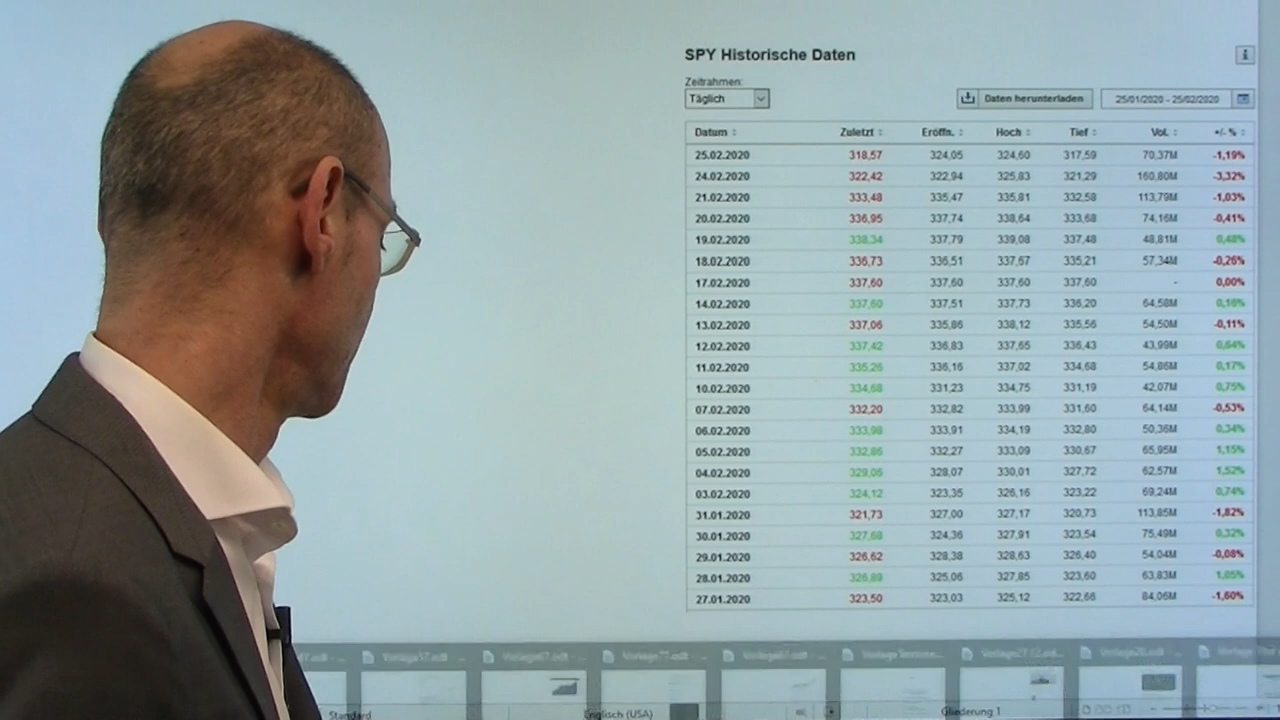 SPY Historische Daten
Zeitrahmen:
Täglich
Daten herunterladen
25/01/2020 - 25/02/2020
Datum Zuletzt Eröffn. Hoch Tief Vol. +/- %
25.02.2020 318,57 324,05 324,60 317,59 70,37M -1,19%
24.02.2020 322,42 322,94 325,83 321,29 160,80M -3,32%
21.02.2020 333,48 335,47 335,81 332,58 113,79M -1,03%
20.02.2020 336,95 337,74 338,64 333,68 74,16M -0,41%
19.02.2020 338,34 337,79 339,08 337,48 48,81M 0,48%
18.02.2020 336,73 336,51 337,67 335,21 57,34M -0,26%
17.02.2020 337,60 337,60 337,60 337,60 - 0,00%
14.02.2020 337,60 337,51 337,73 336,20 64,58M 0,16%
13.02.2020 337,06 335,86 338,12 335,56 54,50M -0,11%
12.02.2020 337,42 336,83 337,65 336,43 43,99M 0,64%
11.02.2020 335,26 336,16 337,02 334,68 54,86M 0,17%
10.02.2020 334,68 331,23 334,75 331,19 42,07M 0,75%
07.02.2020 332,20 332,82 333,99 331,60 64,14M -0,53%
06.02.2020 333,98 333,91 334,19 332,80 50,36M 0,34%
05.02.2020 332,86 332,27 333,09 330,67 65,95M 1,15%
04.02.2020 329,06 328,07 330,01 327,72 62,57M 1,52%
03.02.2020 324,12 323,35 326,16 323,22 69,24M 0,74%
31.01.2020 321,73 327,00 327,17 320,73 113,85M -1,82%
30.01.2020 327,68 324,36 327,91 323,54 75,49M 0,32%
29.01.2020 326,62 328,38 328,63 326,40 54,04M -0,08%
28.01.2020 326,89 325,06 327,85 323,60 63,83M 1,05%
27.01.2020 323,50 323,03 325,12 322,66 84,06M -1,60%
Standard Englisch (USA) Gliederung 1